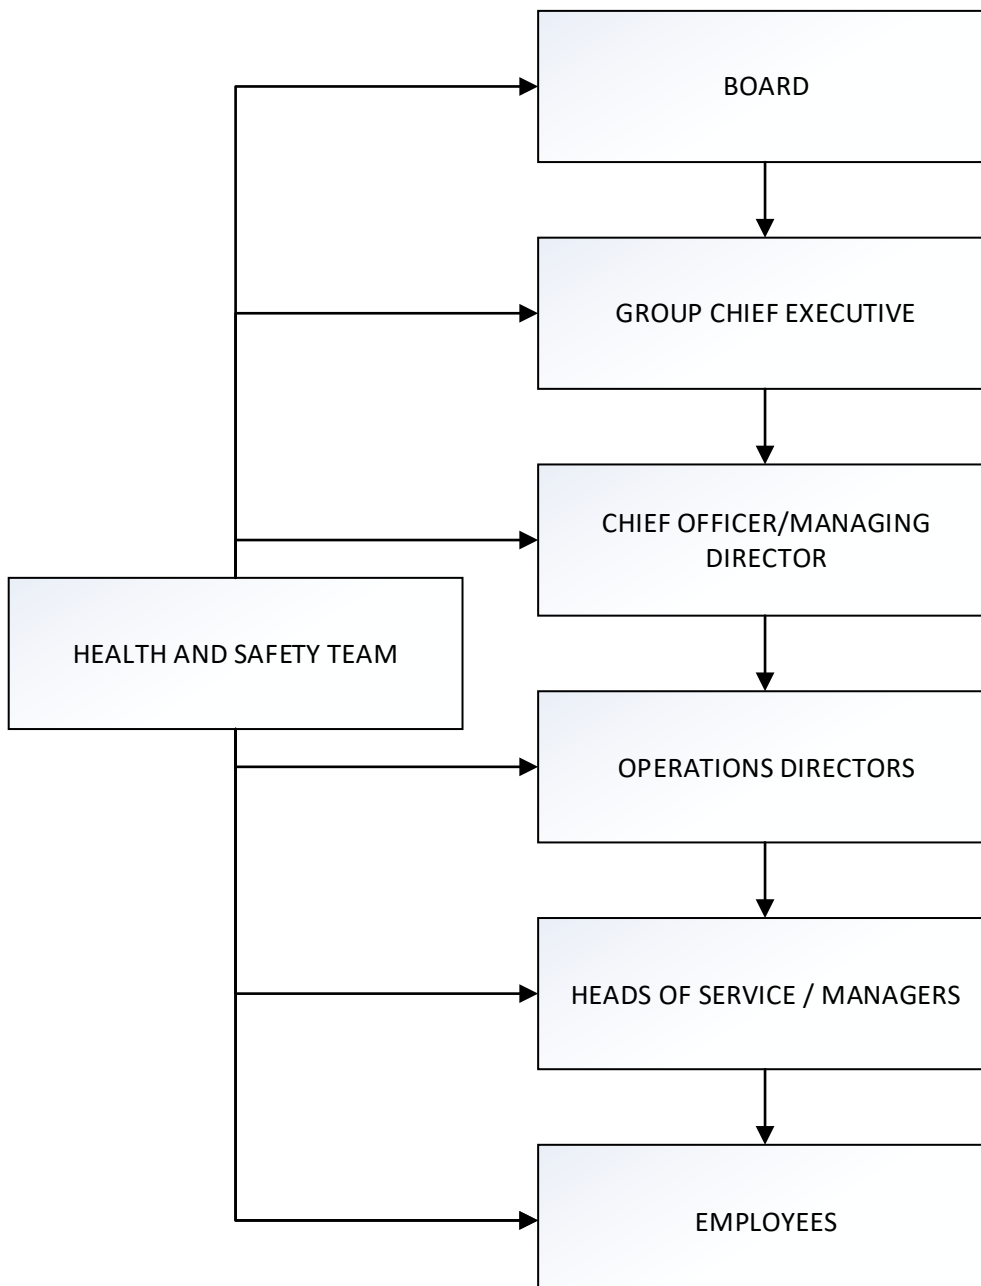 BOARD
GROUP CHIEF EXECUTIVE
CHIEF OFFICER/MANAGING
DIRECTOR
HEALTH AND SAFETY TEAM
OPERATIONS DIRECTORS
HEADS OF SERVICE / MANAGERS
EMPLOYEES